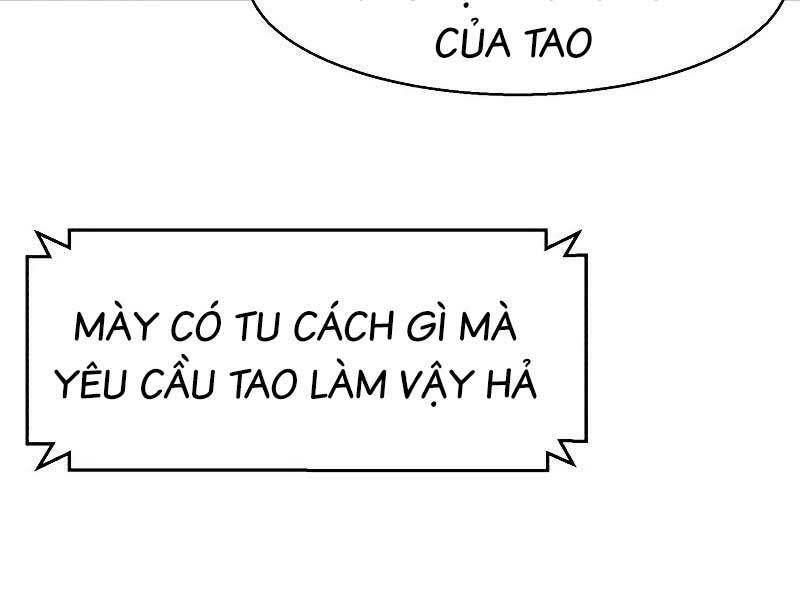 CỦA TAO
MÀY CÓ TU CÁCH GÌ MÀ
YÊU CẦU TAO LÀM VẬY HẢ